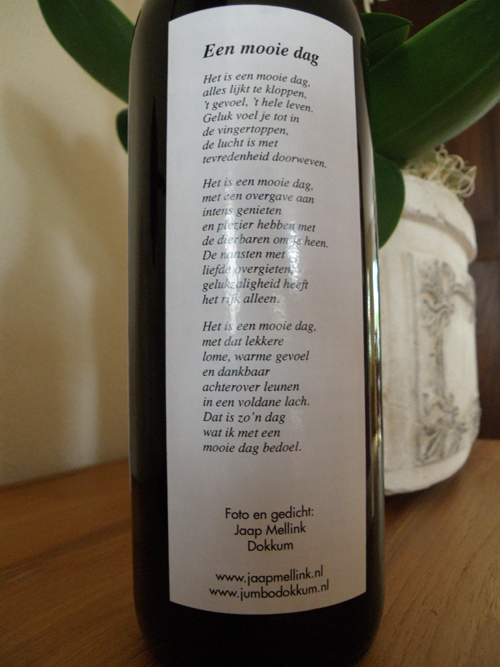 Een mooie dag
Het is een mooie dag,
alles lijkt te kloppen,
't gevoel, 't hele leven.
Geluk voel je tot in
de vingertoppen,
de lucht is met
tevredenheid doorweven.
Het is een mooie dag,
met een overgave aan
intens genieten
en plezier hebben met
de dierbaren om je heen.
De naasten met
liefde overgieten,
gelukzaligheid heeft
het rijk alleen.
Het is een mooie dag,
met dat lekkere
lome, warme gevoel
en dankbaar
achterover leunen
in een voldane lach.
Dat is zo'n dag
wat ik met een
mooie dag bedoel.
Foto en gedicht:
Jaap Mellink
Dokkum
www.jaapmellink.nl
www.jumbodokkum.nl